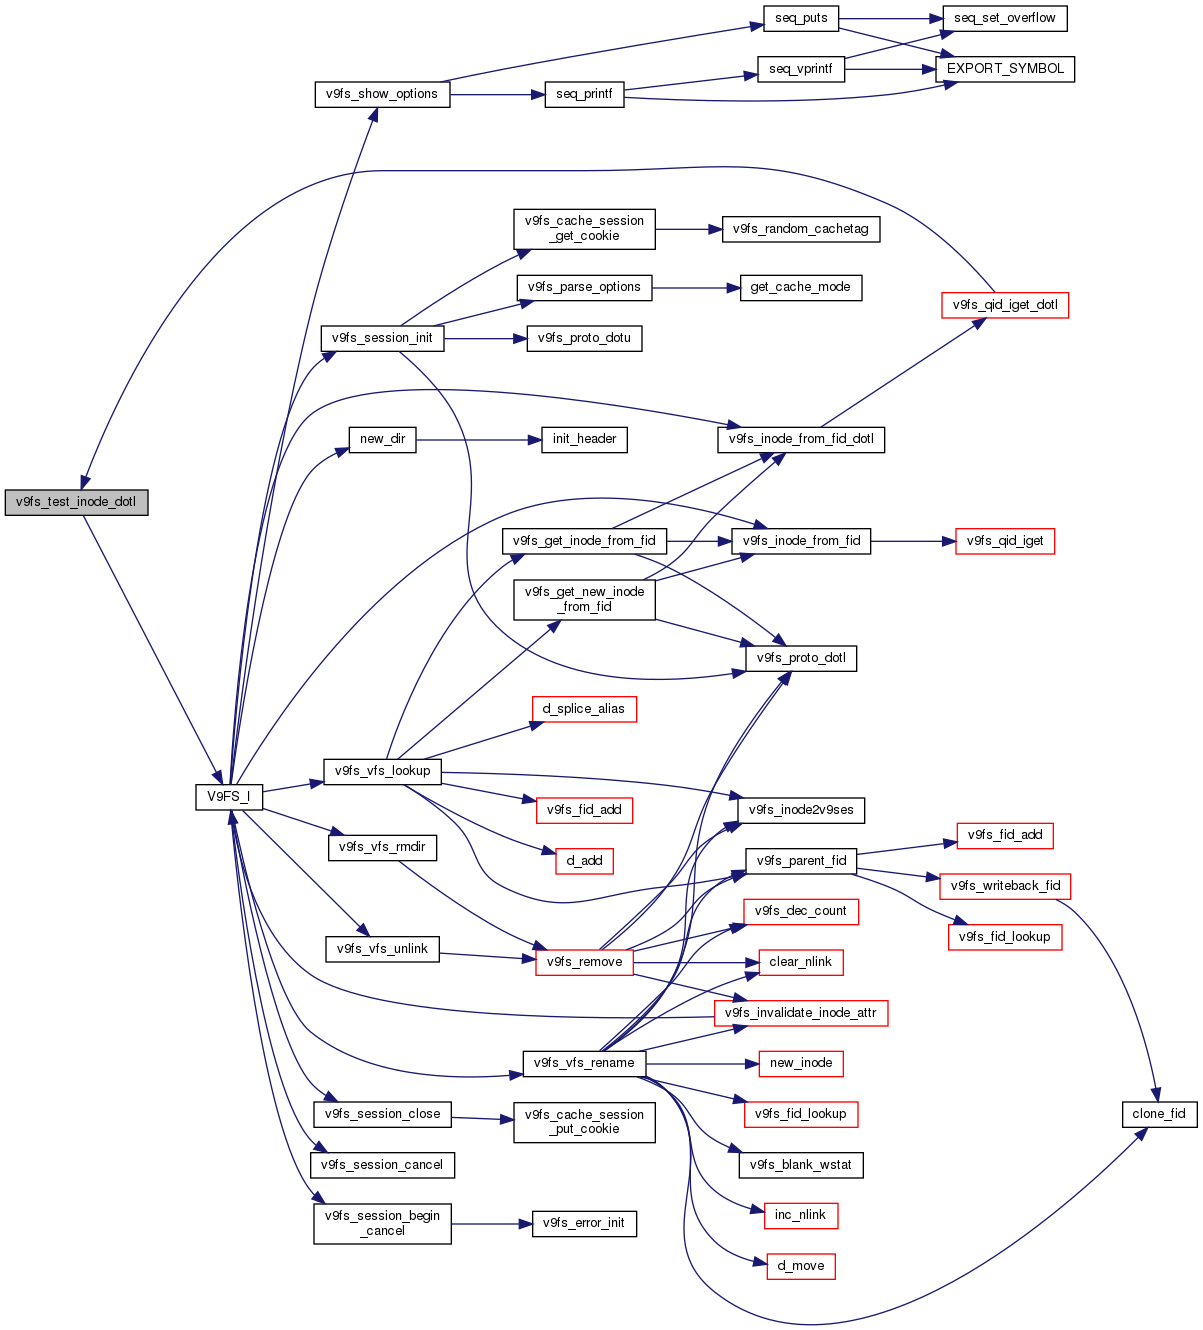 seq_puts
seq_set_overflow
seq_vprintf
EXPORT_SYMBOL
v9fs_show_options
seq_printf
v9fs_cache_session
_get_cookie
v9fs_random_cachetag
v9fs_parse_options
get_cache_mode
v9fs_qid_iget_dotl
v9fs_session_init
v9fs_proto_dotu
new_dir
init_header
v9fs_inode_from_fid_dotl
v9fs_test_inode_dotl
v9fs_get_inode_from_fid
v9fs_inode_from_fid
v9fs_qid_iget
v9fs_get_new_inode
_from_fid
v9fs_proto_dotl
d_splice_alias
v9fs_vfs_lookup
V9FS_I
v9fs_fid_add
v9fs_inode2v9ses
v9fs_vfs_rmdir
d_add
v9fs_parent_fid
v9fs_fid_add
v9fs_writeback_fid
v9fs_dec_count
v9fs_fid_lookup
v9fs_vfs_unlink
v9fs_remove
clear_nlink
v9fs_invalidate_inode_attr
v9fs_vfs_rename
new_inode
v9fs_session_close
v9fs_cache_session
_put_cookie
v9fs_fid_lookup
clone_fid
v9fs_session_cancel
v9fs_blank_wstat
v9fs_session_begin
_cancel
v9fs_error_init
inc_nlink
d_move